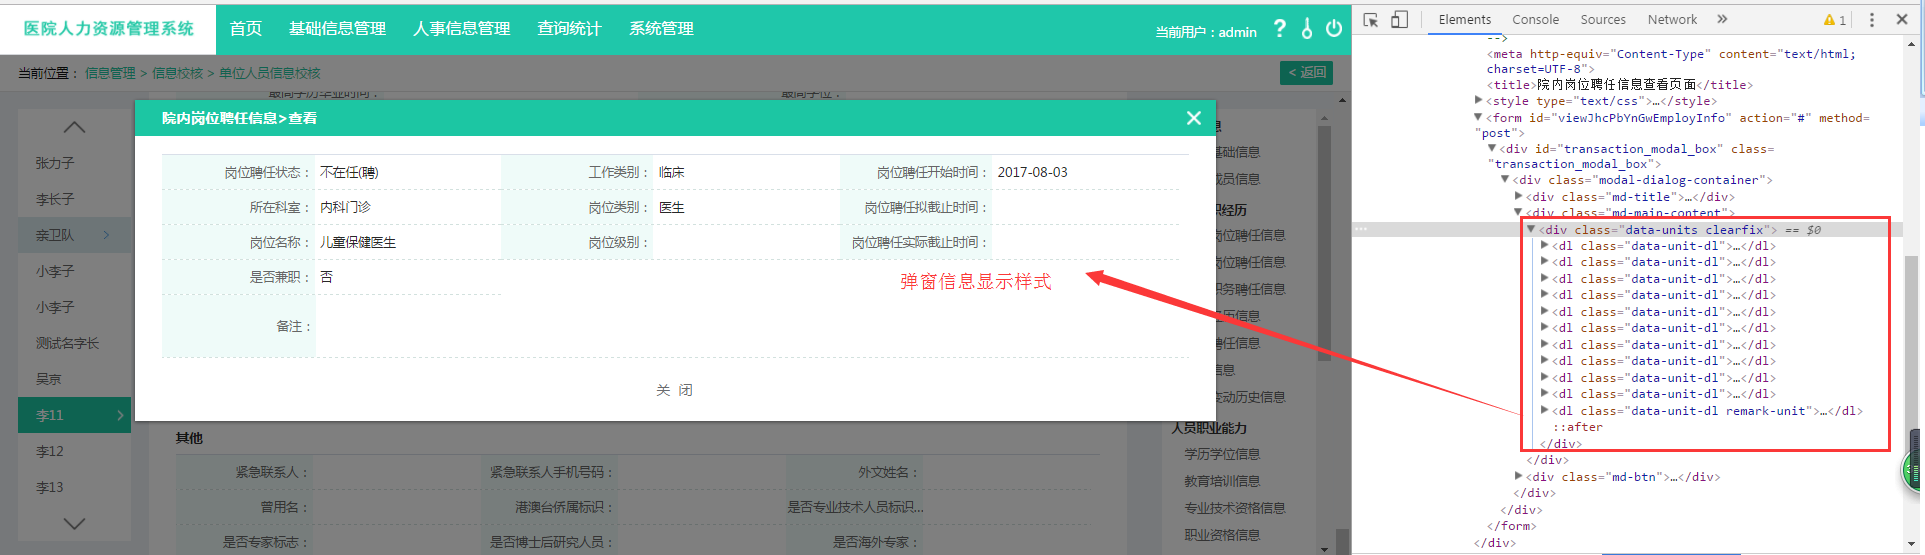 医院人力资源管理系统
首页 基础信息管理 人事信息管理 查询统计 系统管理
当前用户：admin
当前位置： 信息管理 > 信息校核 > 单位人员信息校核
< 返回
最高学历毕业时间： 最高学位：
张力子
李长子
亲卫队
小李子
小李子
测试名字长
吴京
李11
李12
李13
院内岗位聘任信息>查看
岗位聘任状态： 不在任(聘) 工作类别： 临床 岗位聘任开始时间： 2017-08-03
所在科室： 内科门诊 岗位类别： 医生 岗位聘任拟截止时间：
岗位名称： 儿童保健医生 岗位级别： 岗位聘任实际截止时间：
是否兼职： 否
弹窗信息显示样式
备注：
关 闭
其他
紧急联系人： 紧急联系人手机号码： 外文姓名：
曾用名： 港澳台侨属标识： 是否专业技术人员标识...
是否专家标志： 是否博士后研究人员： 是否海外专家：
息
基础信息
成员信息
职经历
岗位聘任信息
岗位聘任信息
职务聘任信息
经历信息
聘任信息
信息
变动历史信息
人员职业能力
学历学位信息
教育培训信息
专业技术资格信息
职业资格信息
Elements Console Sources Network » 1
-->
<meta http-equiv="Content-Type" content="text/html;
charset=UTF-8">
<title>院内岗位聘任信息查看页面</title>
<style type="text/css">…</style>
<form id="viewJhcPbYnGwEmployInfo" action="#" method=
"post">
<div id="transaction_modal_box" class=
"transaction_modal_box">
<div class="modal-dialog-container">
<div class="md-title">…</div>
<div class="md-main-content">
<div class="data-units clearfix"> == $0
<dl class="data-unit-dl">…</dl>
<dl class="data-unit-dl">…</dl>
<dl class="data-unit-dl">…</dl>
<dl class="data-unit-dl">…</dl>
<dl class="data-unit-dl">…</dl>
<dl class="data-unit-dl">…</dl>
<dl class="data-unit-dl">…</dl>
<dl class="data-unit-dl">…</dl>
<dl class="data-unit-dl">…</dl>
<dl class="data-unit-dl">…</dl>
<dl class="data-unit-dl remark-unit">…</dl>
::after
</div>
</div>
<div class="md-btn">…</div>
</div>
</div>
</form>
</div>